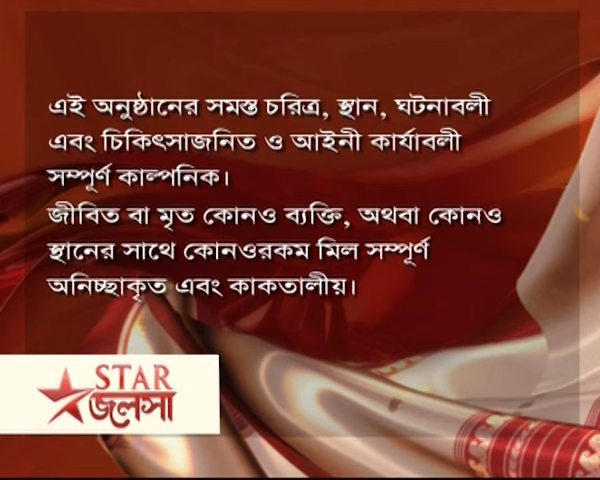 এই অনুষ্ঠানের সমস্ত চরিত্র, স্থান, ঘটনাবলী
এবং চিকিৎসাজনিত ও আইনী কার্যাবলী
সম্পূর্ণ কাল্পনিক।
জীবিত বা মৃত কোনও ব্যক্তি, অথবা কোনও
স্থানের সাথে কোনওরকম মিল সম্পূর্ণ
অনিচ্ছাকৃত এবং কাকতালীয়।
STAR
জলসা